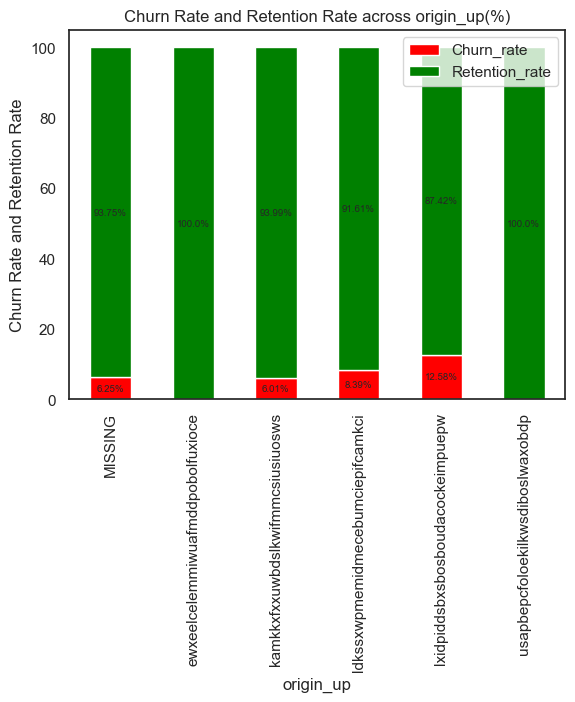 Churn Rate and Retention Rate across origin_up(%)
Churn_rate
Retention_rate
Churn Rate and Retention Rate
100
80
60
40
20
0
93.75%
100.0%
93.99%
91.61%
87.42%
100.0%
6.25%
6.01%
8.39%
12.58%
MISSING
ewxeelcelemmiwuafmddpobolfuxioce
kamkkxfxxuwbdslkwifmmcsiusiuosws
ldkssxwpmemidmecebumciepifcamkci
lxidpiddsbxsbosboudacockeimpuepw
usapbepcfoloekilkwsdiboslwaxobdp
origin_up